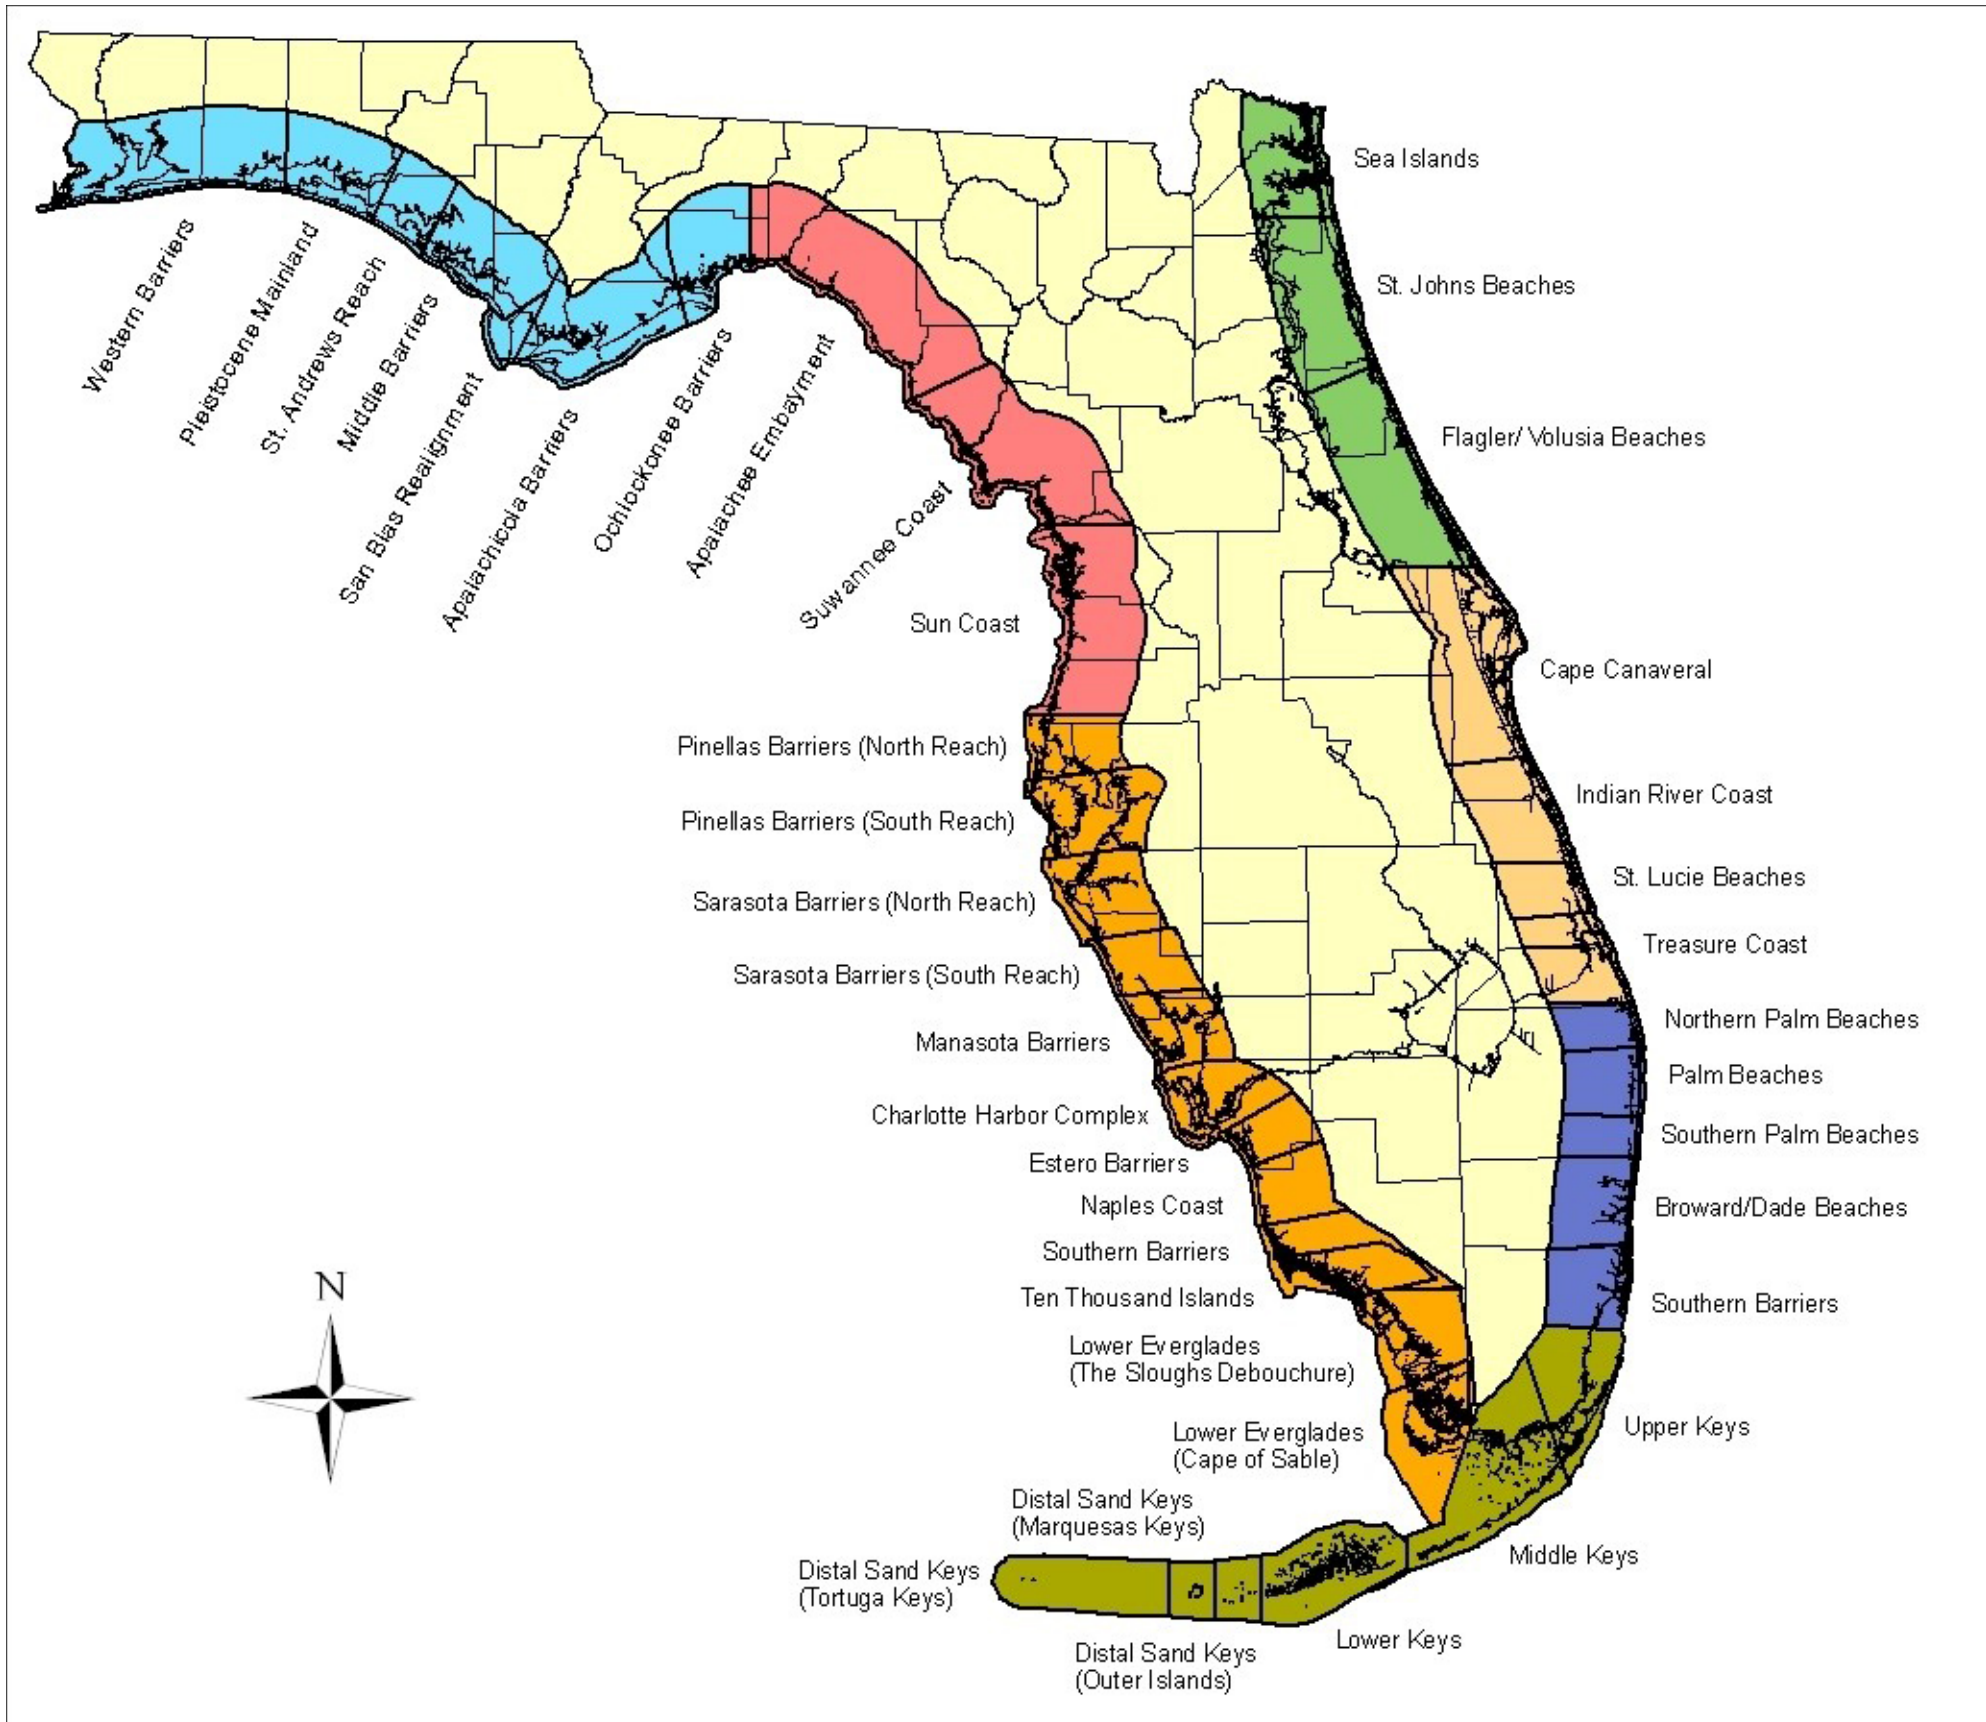 Sea Islands
St. Johns Beaches
Western Barriers
Pleistocene Mainland
St. Andrews Reach
Middle Barriers
San Blas Realignment
Apalachicola Barriers
Ochlockonee Barriers
Apalachee Embayment
Suwannee Coast
Flagler/ Volusia Beaches
Sun Coast
Cape Canaveral
Pinellas Barriers (North Reach)
Indian River Coast
Pinellas Barriers (South Reach)
St. Lucie Beaches
Sarasota Barriers (North Reach)
Treasure Coast
Sarasota Barriers (South Reach)
Northern Palm Beaches
Manasota Barriers
Palm Beaches
Charlotte Harbor Complex
Southern Palm Beaches
Estero Barriers
Naples Coast
Broward/Dade Beaches
Southern Barriers
N
Ten Thousand Islands
Southern Barriers
Lower Everglades
(The Sloughs Debouchure)
Upper Keys
Lower Everglades
(Cape of Sable)
Distal Sand Keys
(Marquesas Keys)
Middle Keys
Distal Sand Keys
(Tortuga Keys)
Lower Keys
Distal Sand Keys
(Outer Islands)